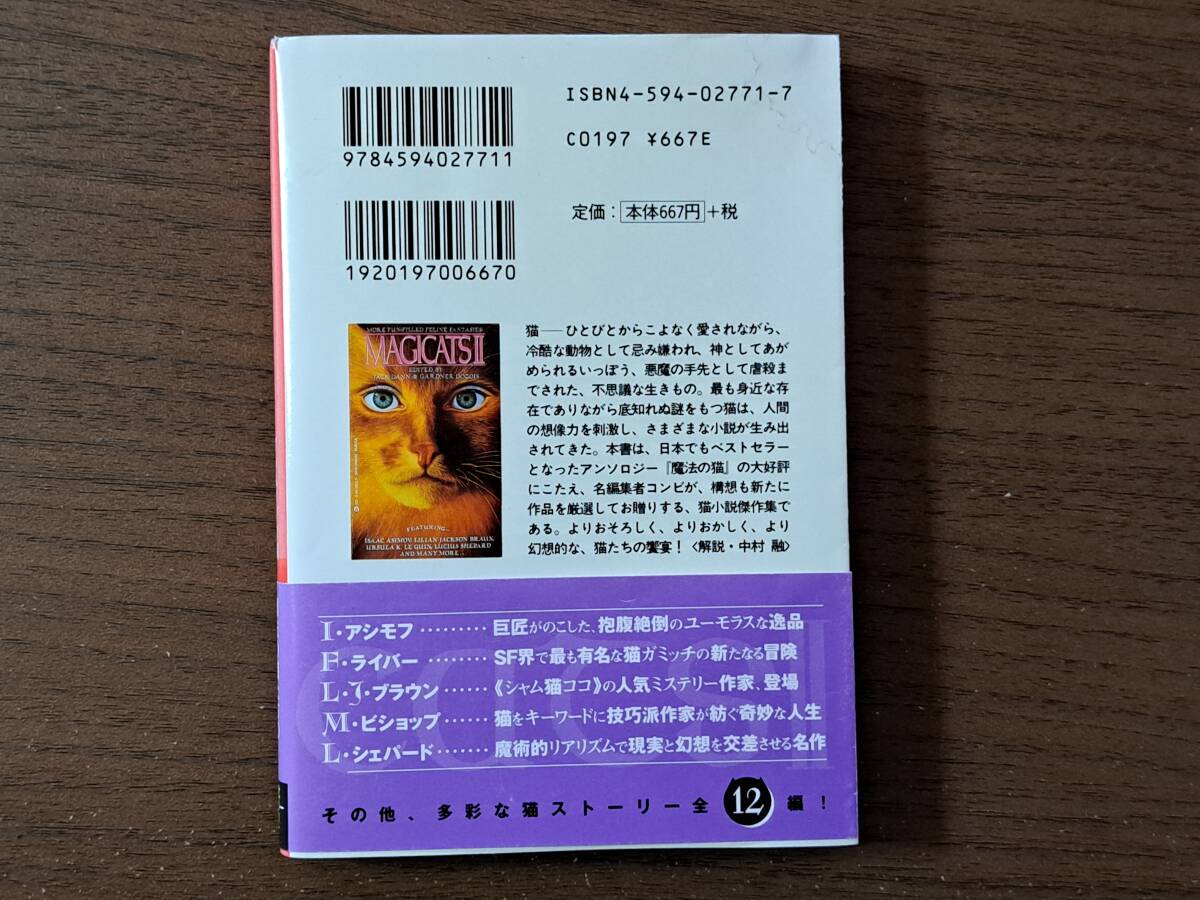 ISBN4-594-02771-7
C0197 ¥667E
9784594027711
定価：本体667円+税
1920197006670
MORE FUN-FILLED FELINE FANTASIES
MAGICATS II
EDITED BY
JACK DANN & GARDNER DOZOIS
FEATURING...
ISAAC ASIMOV, LILIAN JACKSON BRAUN,
URSULA K. LE GUIN, LUCIUS SHEPARD
AND MANY MORE...
猫──ひとびとからこよなく愛されながら、
冷酷な動物として忌み嫌われ、神としてあが
められるいっぽう、悪魔の手先として虐殺ま
でされた、不思議な生きもの。最も身近な存
在でありながら底知れぬ謎をもつ猫は、人間
の想像力を刺激し、さまざまな小説が生み出
されてきた。本書は、日本でもベストセラー
となったアンソロジー『魔法の猫』の大好評
にこたえ、名編集者コンビが、構想も新たに
作品を厳選してお贈りする、猫小説傑作集で
ある。よりおそろしく、よりおかしく、より
幻想的な、猫たちの饗宴！〈解説・中村 融〉
I・アシモフ………巨匠がのこした、抱腹絶倒のユーモラスな逸品
F・ライバー………SF界で最も有名な猫ガミッチの新たなる冒険
L・J・ブラウン……《シャム猫ココ》の人気ミステリー作家、登場
M・ビショップ……猫をキーワードに技巧派作家が紡ぐ奇妙な人生
L・シェパード……魔術的リアリズムで現実と幻想を交差させる名作
その他、多彩な猫ストーリー全12編！